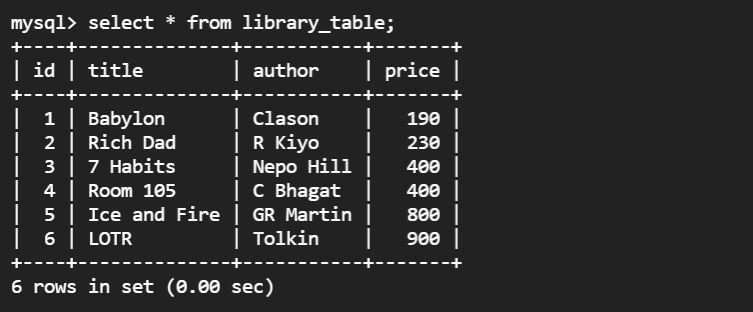 mysql> select * from library_table;
+----+--------------+-----------+-------+
| id | title        | author    | price |
+----+--------------+-----------+-------+
|  1 | Babylon      | Clason    |   190 |
|  2 | Rich Dad     | R Kiyo    |   230 |
|  3 | 7 Habits     | Nepo Hill |   400 |
|  4 | Room 105     | C Bhagat  |   400 |
|  5 | Ice and Fire | GR Martin |   800 |
|  6 | LOTR         | Tolkin    |   900 |
+----+--------------+-----------+-------+
6 rows in set (0.00 sec)